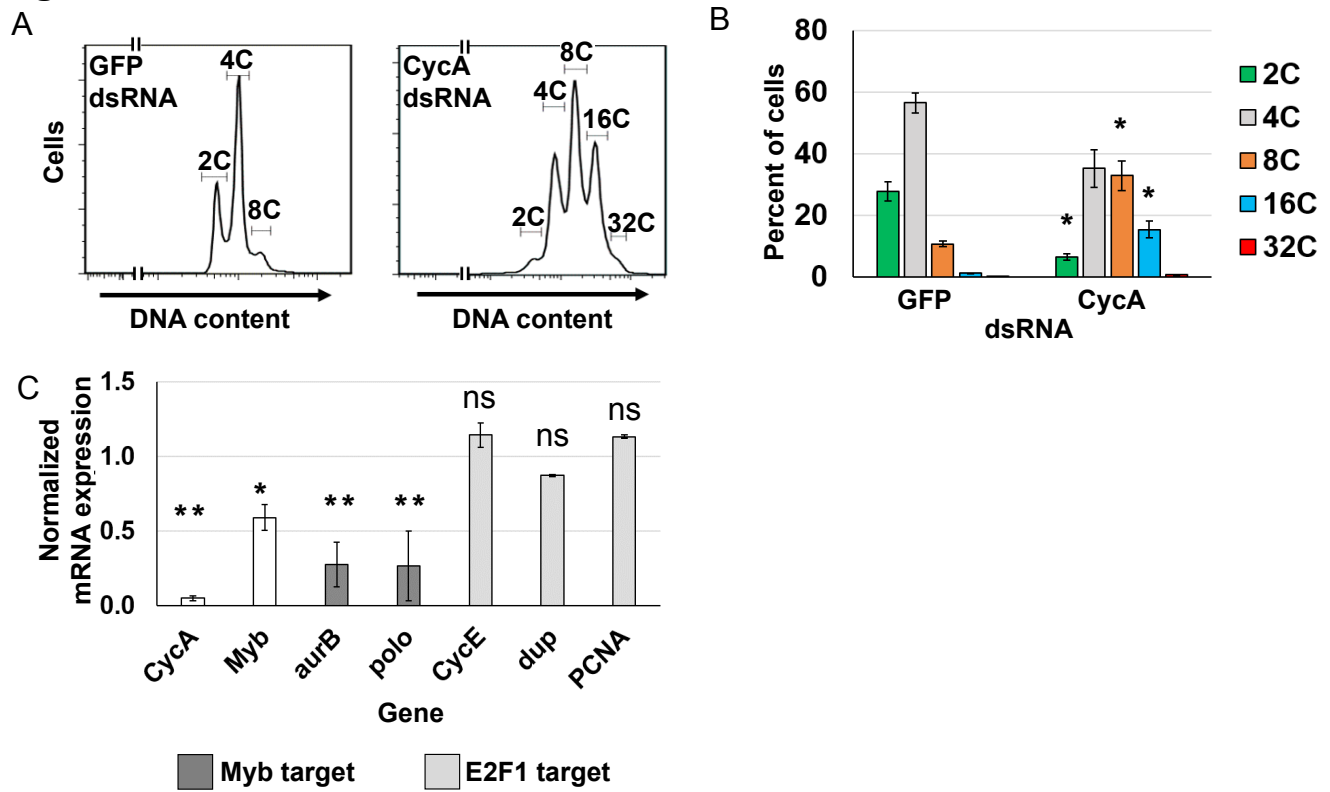 A
GFP
dsRNA
2C
4C
8C
Cells
DNA content
CycA
dsRNA
2C
4C
8C
16C
32C
DNA content
B
Percent of cells
80
60
40
20
0
*
*
*
GFP
CycA
dsRNA
2C
4C
8C
16C
32C
C
Normalized
mRNA expression
1.5
1.0
0.5
0.0
**
*
**
**
ns
ns
ns
CycA
Myb
aurB
polo
CycE
dup
PCNA
Gene
Myb target
E2F1 target